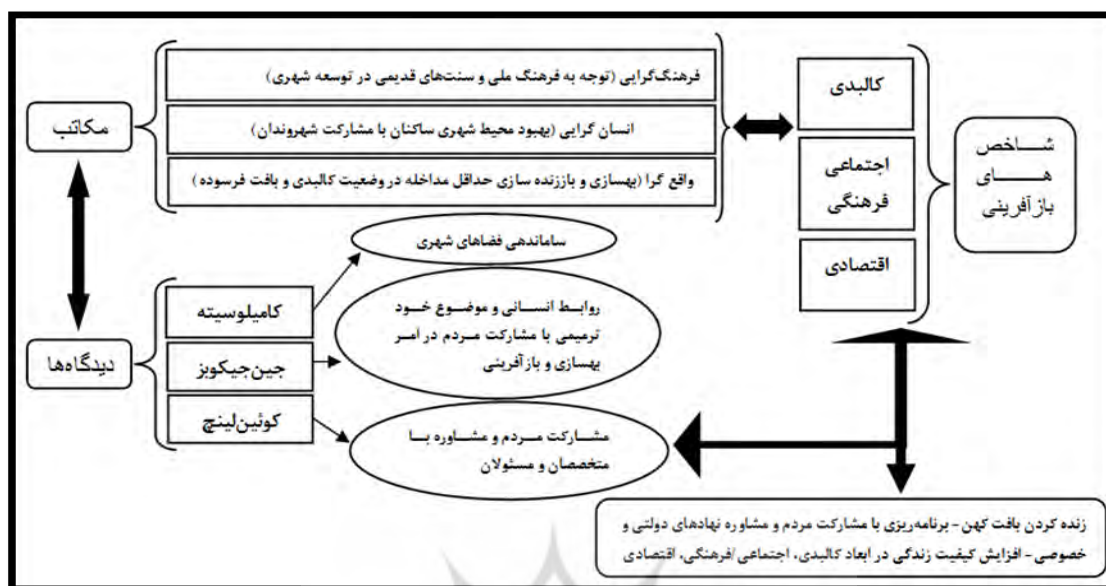 شاخص
های
بازآفرینی
کالبدی
اجتماعی
فرهنگی
اقتصادی
مکاتب
فرهنگ‌گرایی (توجه به فرهنگ ملی و سنت‌های قدیمی در توسعه شهری)
انسان گرایی (بهبود محیط شهری ساکنان با مشارکت شهروندان)
واقع گرا (بهسازی و باززنده سازی حداقل مداخله در وضعیت کالبدی و بافت فرسوده)
دیدگاه‌ها
کامیلوسیته
جین‌جیکوبز
کوئین‌لینچ
ساماندهی فضاهای شهری
روابط انسانی و موضوع خود
ترمیمی با مشارکت مردم در امر
بهسازی و بازآفرینی
مشارکت مردم و مشاوره با
متخصصان و مسئولان
زنده کردن بافت کهن - برنامه‌ریزی با مشارکت مردم و مشاوره نهادهای دولتی و
خصوصی - افزایش کیفیت زندگی در ابعاد کالبدی، اجتماعی/فرهنگی، اقتصادی